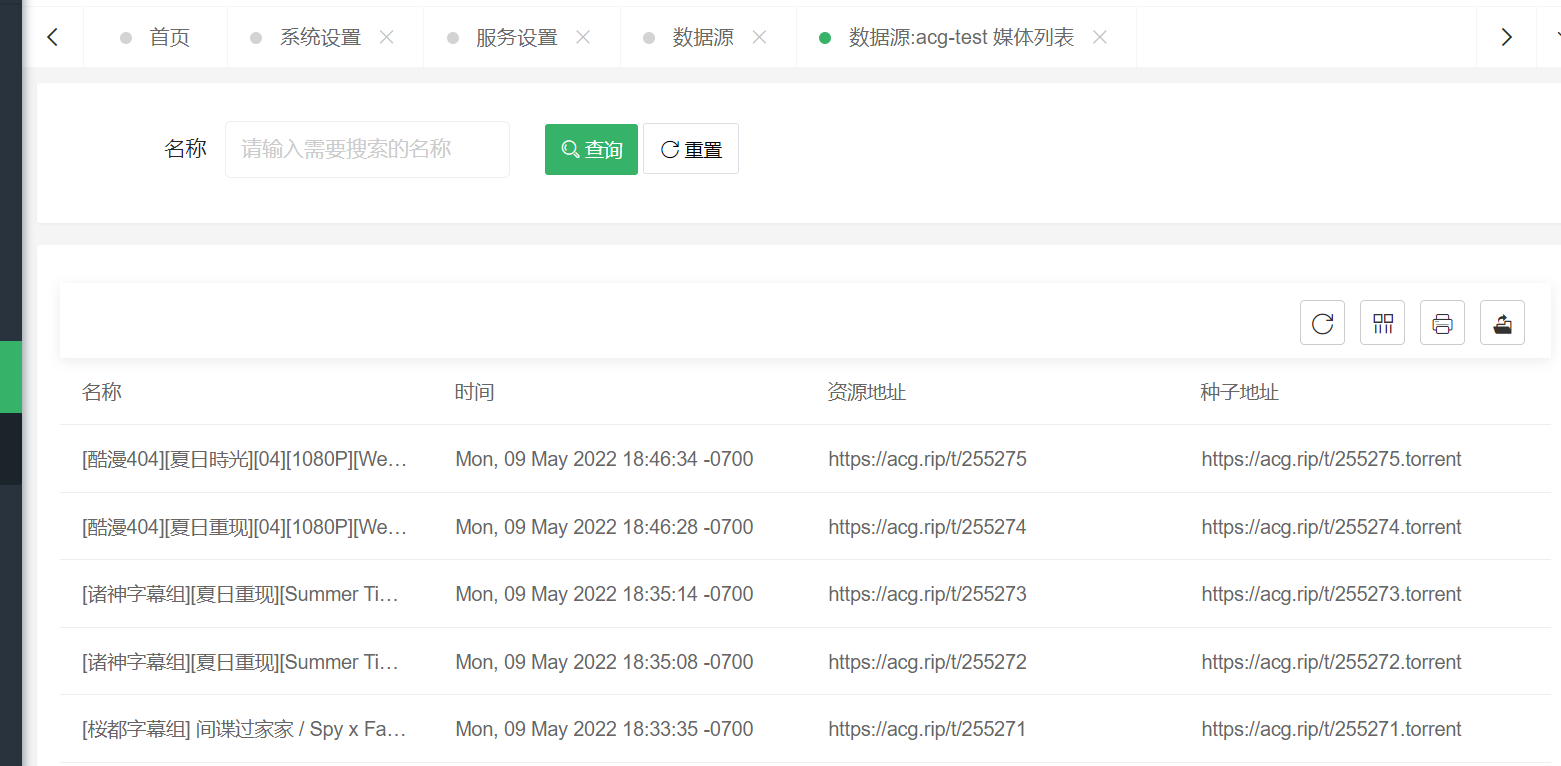 首页 系统设置 服务设置 数据源 数据源:acg-test 媒体列表
名称 请输入需要搜索的名称 查询 重置
名称 时间 资源地址 种子地址
[酷漫404][夏日時光][04][1080P][We… Mon, 09 May 2022 18:46:34 -0700 https://acg.rip/t/255275 https://acg.rip/t/255275.torrent
[酷漫404][夏日重现][04][1080P][We… Mon, 09 May 2022 18:46:28 -0700 https://acg.rip/t/255274 https://acg.rip/t/255274.torrent
[诸神字幕组][夏日重现][Summer Ti… Mon, 09 May 2022 18:35:14 -0700 https://acg.rip/t/255273 https://acg.rip/t/255273.torrent
[诸神字幕组][夏日重现][Summer Ti… Mon, 09 May 2022 18:35:08 -0700 https://acg.rip/t/255272 https://acg.rip/t/255272.torrent
[桜都字幕组] 间谍过家家 / Spy x Fa… Mon, 09 May 2022 18:33:35 -0700 https://acg.rip/t/255271 https://acg.rip/t/255271.torrent